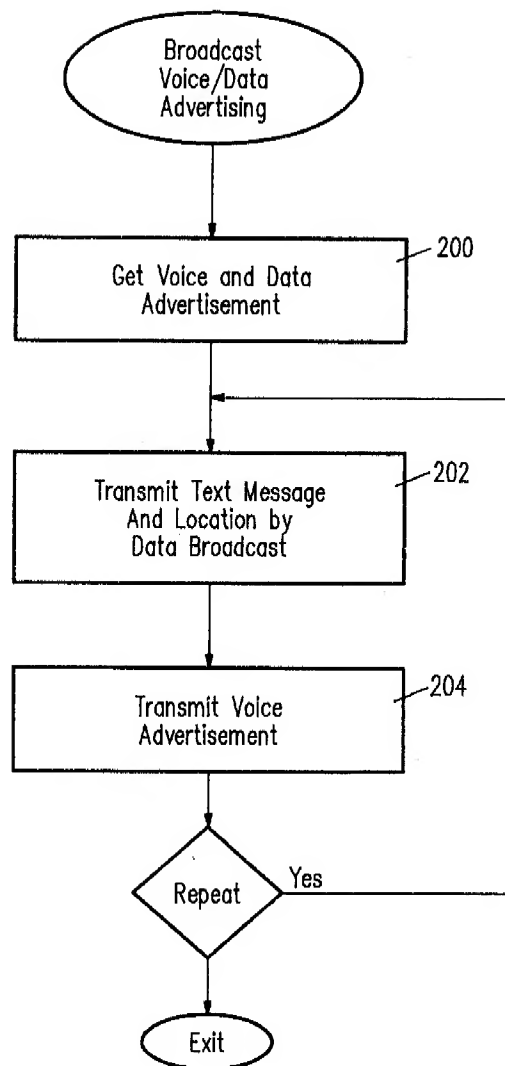 Broadcast
Voice/Data
Advertising
200
Get Voice and Data
Advertisement
202
Transmit Text Message
And Location by
Data Broadcast
204
Transmit Voice
Advertisement
Repeat
Yes
Exit